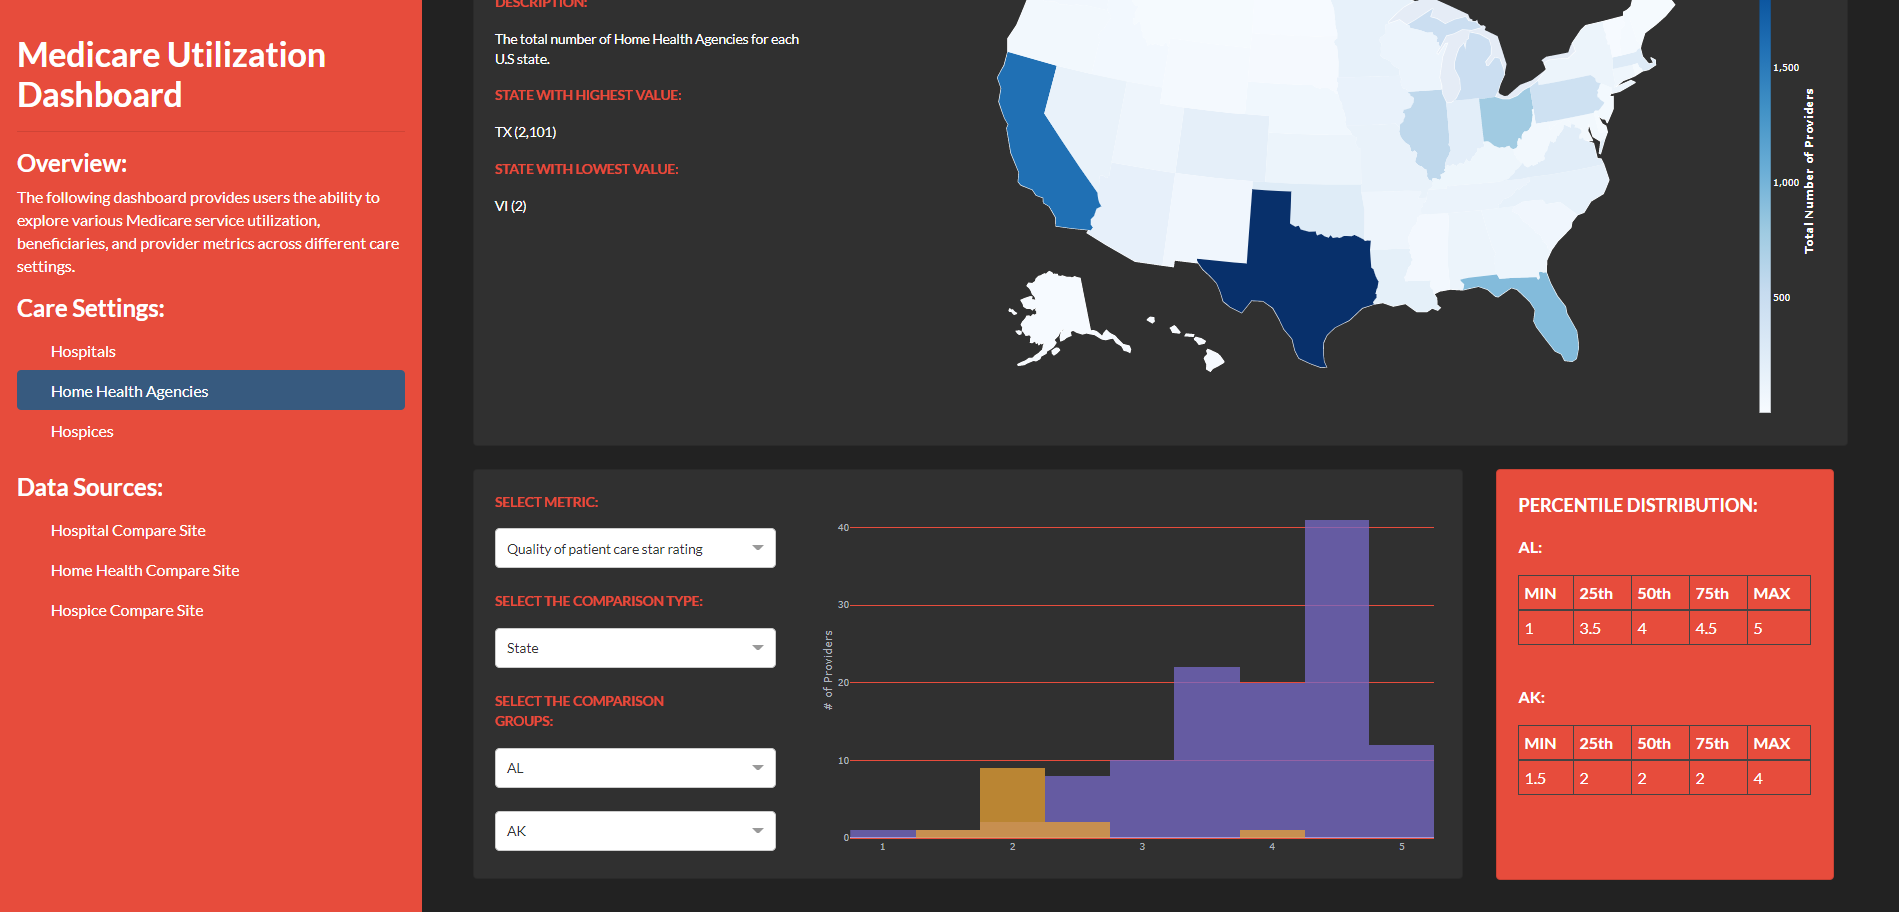 Medicare Utilization
Dashboard
Overview:
The following dashboard provides users the ability to
explore various Medicare service utilization,
beneficiaries, and provider metrics across different care
settings.
Care Settings:
Hospitals
Home Health Agencies
Hospices
Data Sources:
Hospital Compare Site
Home Health Compare Site
Hospice Compare Site
DESCRIPTION:
The total number of Home Health Agencies for each
U.S state.
STATE WITH HIGHEST VALUE:
TX (2,101)
STATE WITH LOWEST VALUE:
VI (2)
1,500
1,000
500
Total Number of Providers
SELECT METRIC:
Quality of patient care star rating
SELECT THE COMPARISON TYPE:
State
SELECT THE COMPARISON
GROUPS:
AL
AK
# of Providers
40
30
20
10
0
1 2 3 4 5
PERCENTILE DISTRIBUTION:
AL:
MIN 25th 50th 75th MAX
1 3.5 4 4.5 5
AK:
MIN 25th 50th 75th MAX
1.5 2 2 2 4